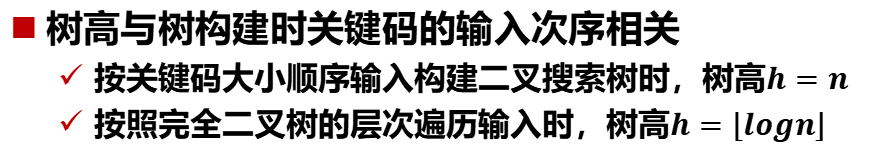 ■ 树高与树构建时关键码的输入次序相关
✓ 按关键码大小顺序输入构建二叉搜索树时，树高h = n
✓ 按照完全二叉树的层次遍历输入时，树高h = ⌊logn⌋